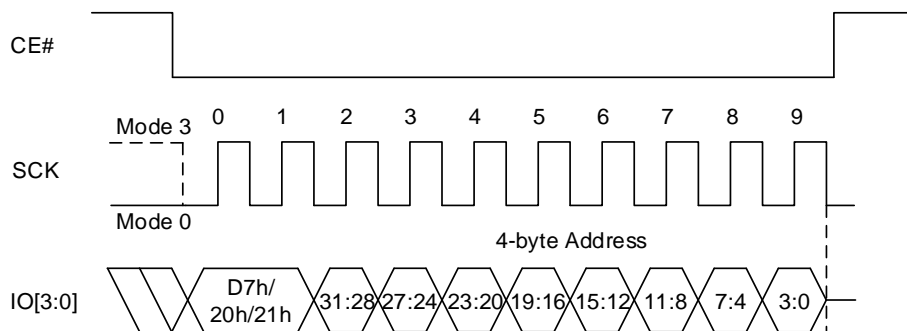 CE#
Mode 3
0 1 2 3 4 5 6 7 8 9
SCK
Mode 0
4-byte Address
IO[3:0]
D7h/
20h/21h
31:28 27:24 23:20 19:16 15:12 11:8 7:4 3:0